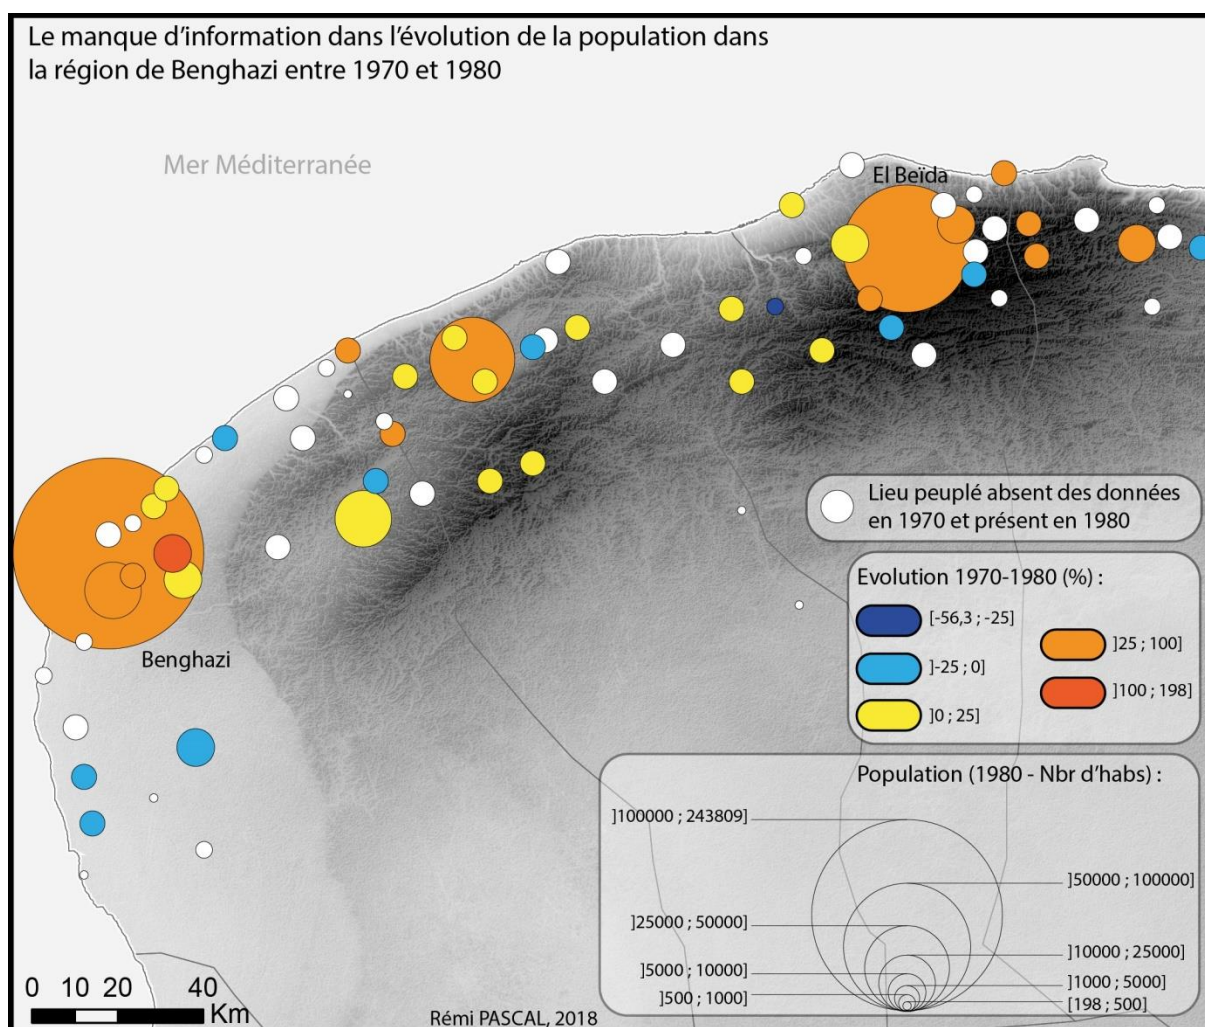 Le manque d'information dans l'évolution de la population dans
la région de Benghazi entre 1970 et 1980
Mer Méditerranée
El Beïda
Benghazi
Lieu peuplé absent des données
en 1970 et présent en 1980
Evolution 1970-1980 (%) :
[-56,3 ; -25]
]-25 ; 0]
]0 ; 25]
]25 ; 100]
]100 ; 198]
Population (1980 - Nbr d'habs) :
]100000 ; 243809]
]50000 ; 100000]
]25000 ; 50000]
]10000 ; 25000]
]5000 ; 10000]
]1000 ; 5000]
]500 ; 1000]
[198 ; 500]
0 10 20 40
Km
Rémi PASCAL, 2018